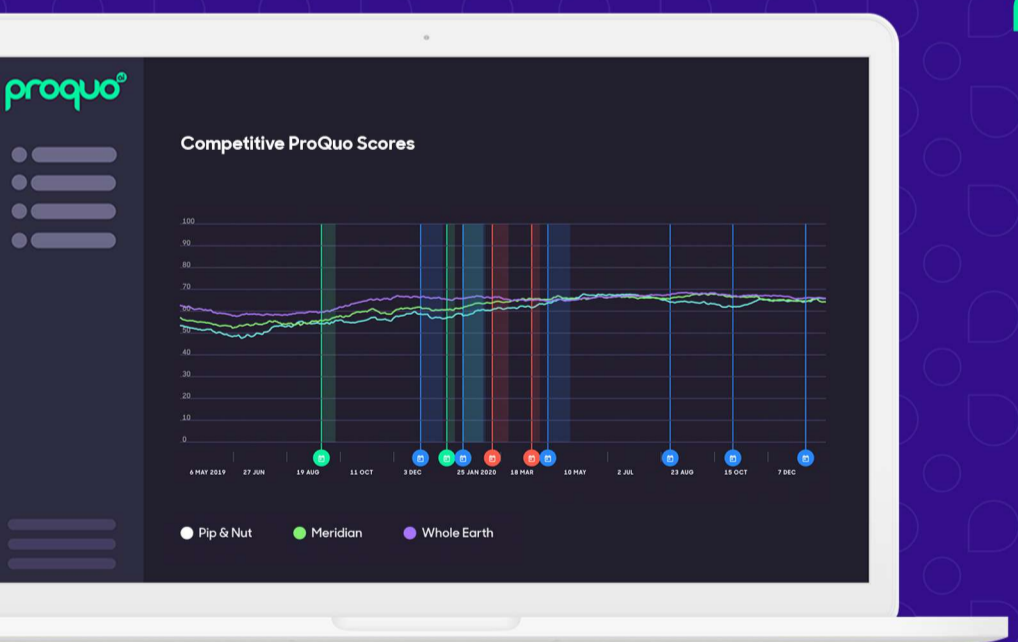 proquo ai
Competitive ProQuo Scores
100
90
80
70
60
50
40
30
20
10
0
6 MAY 2019 27 JUN 19 AUG 11 OCT 3 DEC 25 JAN 2020 18 MAR 10 MAY 2 JUL 23 AUG 15 OCT 7 DEC
Pip & Nut Meridian Whole Earth